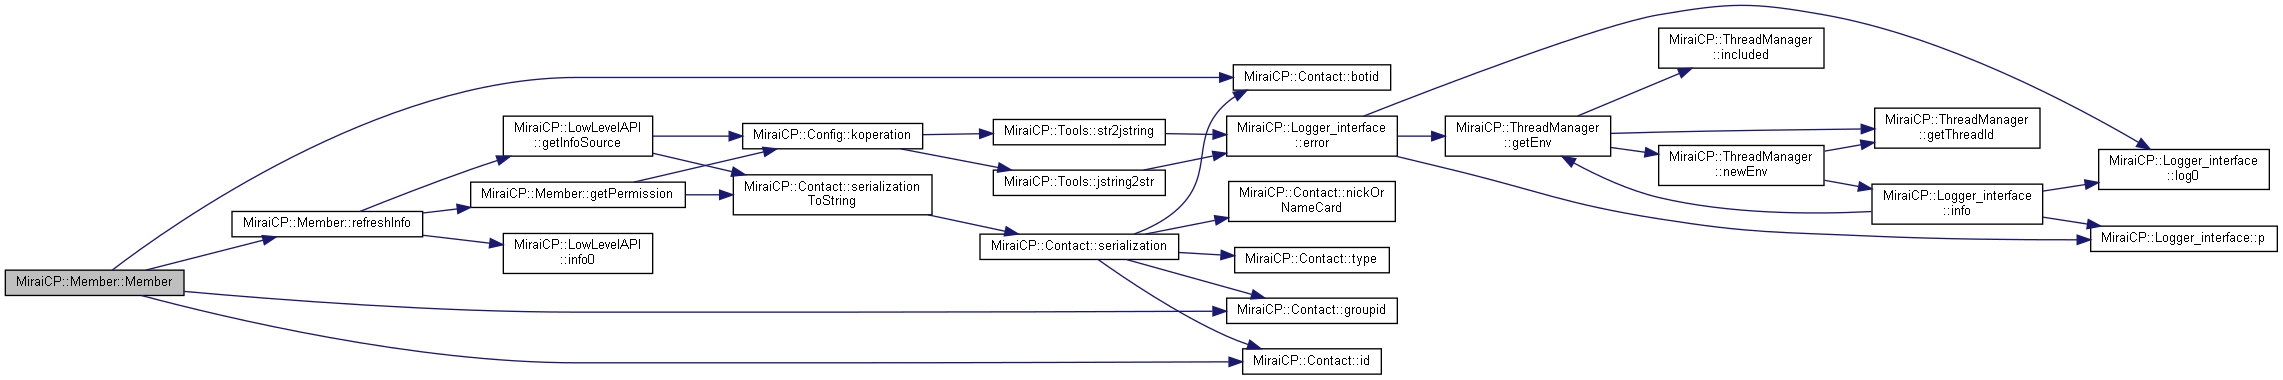 MiraiCP::Member::Member
MiraiCP::Member::refreshInfo
MiraiCP::LowLevelAPI
::getInfoSource
MiraiCP::Member::getPermission
MiraiCP::LowLevelAPI
::info0
MiraiCP::Config::koperation
MiraiCP::Contact::serialization
ToString
MiraiCP::Tools::str2jstring
MiraiCP::Tools::jstring2str
MiraiCP::Contact::serialization
MiraiCP::Contact::botid
MiraiCP::Logger_interface
::error
MiraiCP::Contact::nickOr
NameCard
MiraiCP::Contact::type
MiraiCP::Contact::groupid
MiraiCP::Contact::id
MiraiCP::ThreadManager
::getEnv
MiraiCP::ThreadManager
::included
MiraiCP::ThreadManager
::newEnv
MiraiCP::ThreadManager
::getThreadId
MiraiCP::Logger_interface
::info
MiraiCP::Logger_interface
::log0
MiraiCP::Logger_interface::p